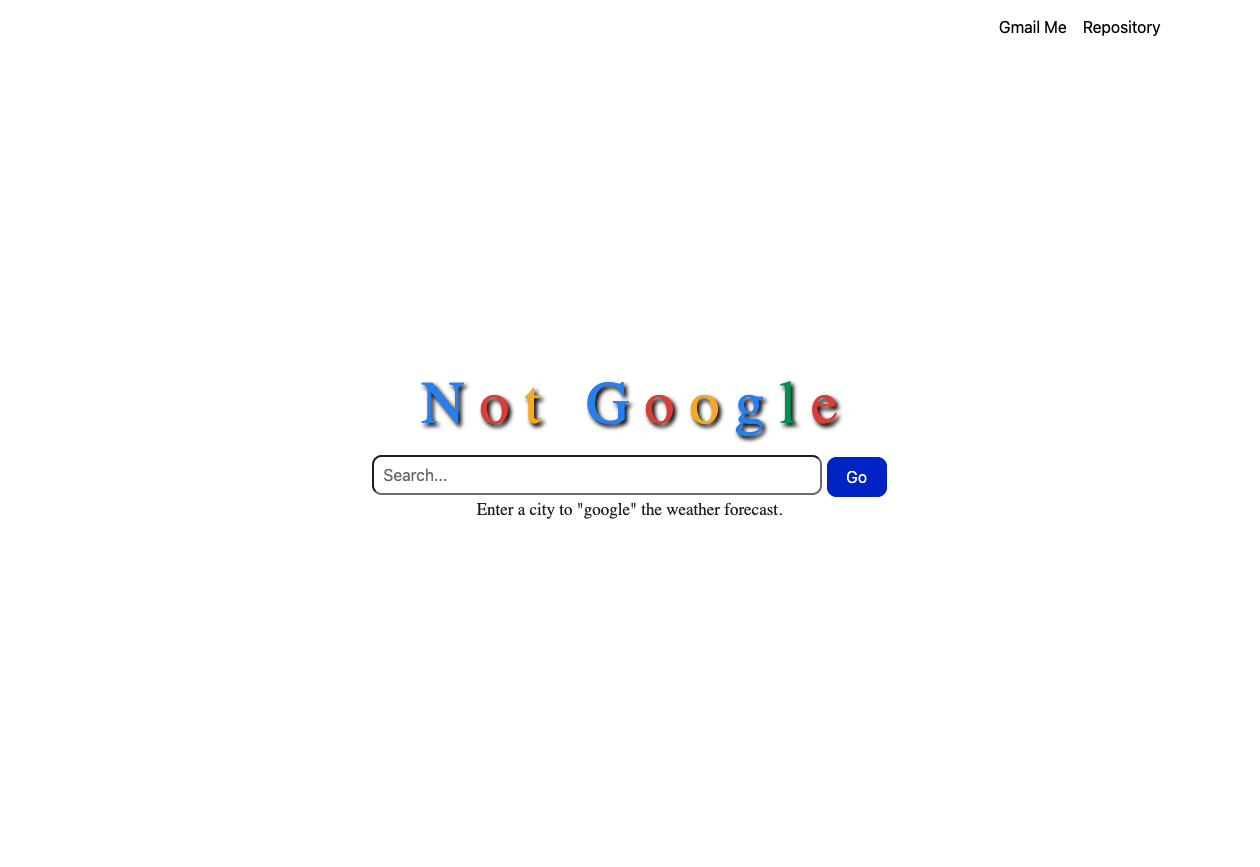 Gmail Me Repository
Not Google
Search...
Go
Enter a city to "google" the weather forecast.